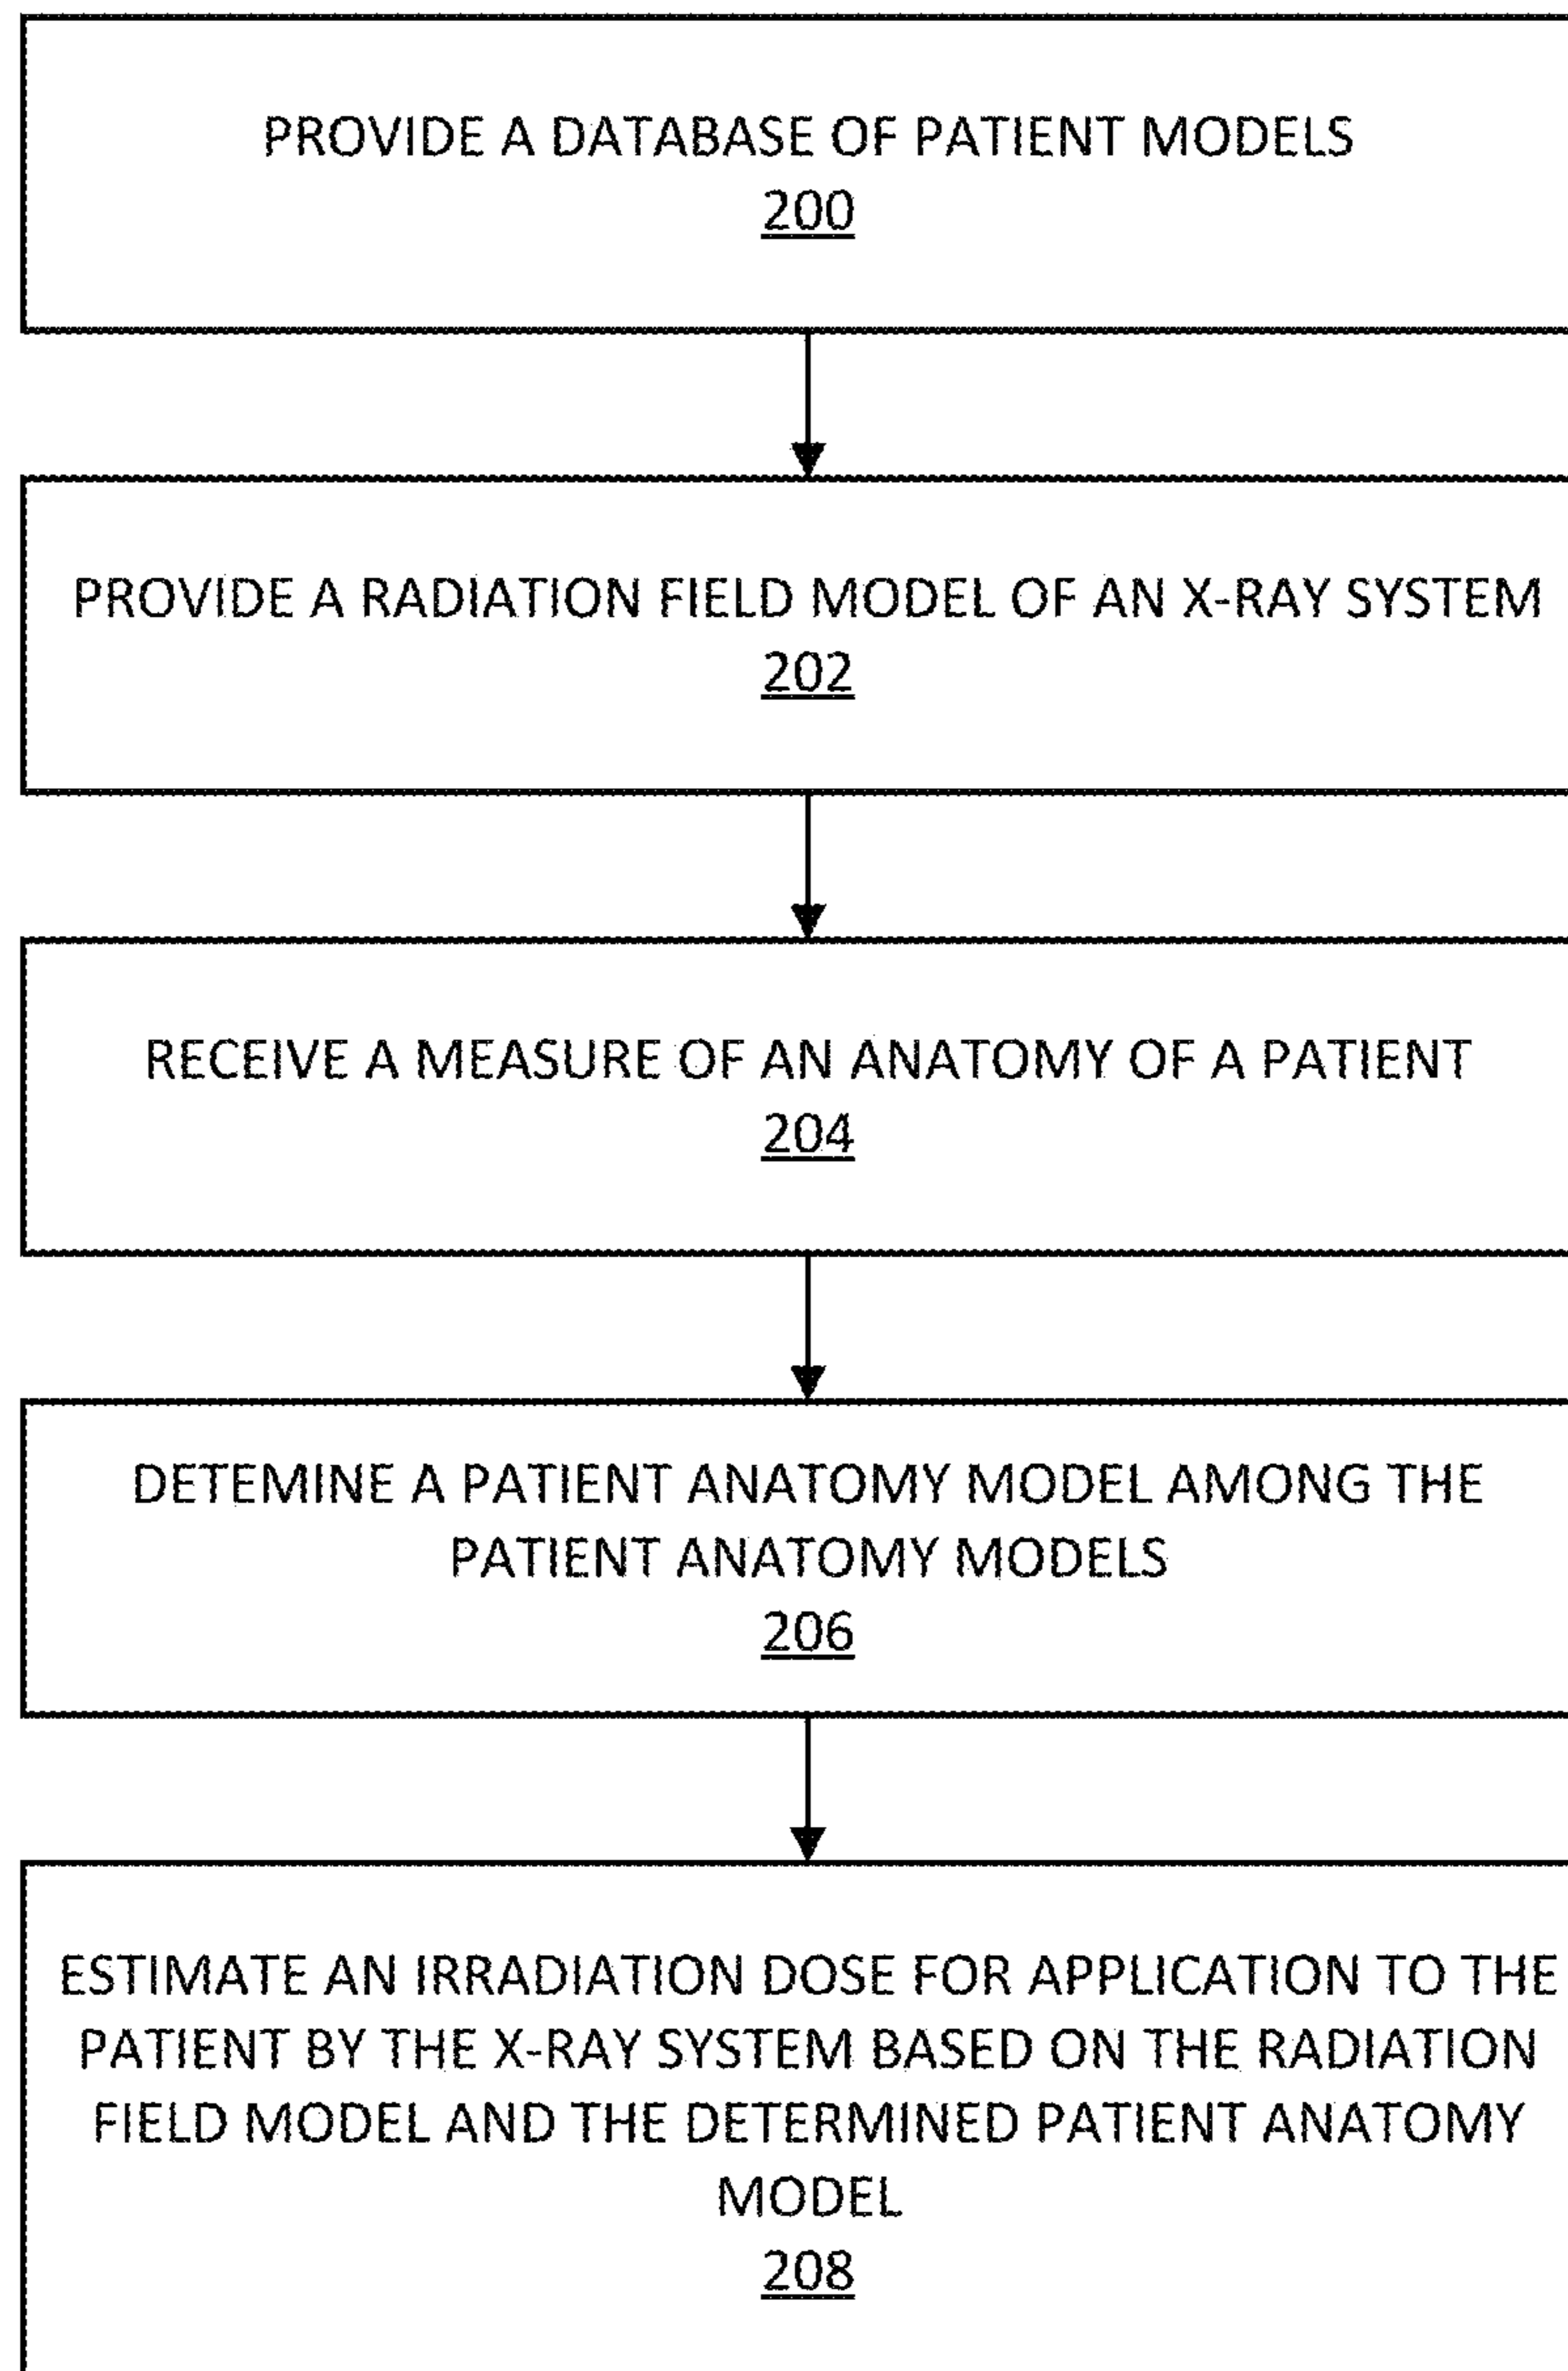 PROVIDE A DATABASE OF PATIENT MODELS
200
PROVIDE A RADIATION FIELD MODEL OF AN X-RAY SYSTEM
202
RECEIVE A MEASURE OF AN ANATOMY OF A PATIENT
204
DETEMINE A PATIENT ANATOMY MODEL AMONG THE
PATIENT ANATOMY MODELS
206
ESTIMATE AN IRRADIATION DOSE FOR APPLICATION TO THE
PATIENT BY THE X-RAY SYSTEM BASED ON THE RADIATION
FIELD MODEL AND THE DETERMINED PATIENT ANATOMY
MODEL
208